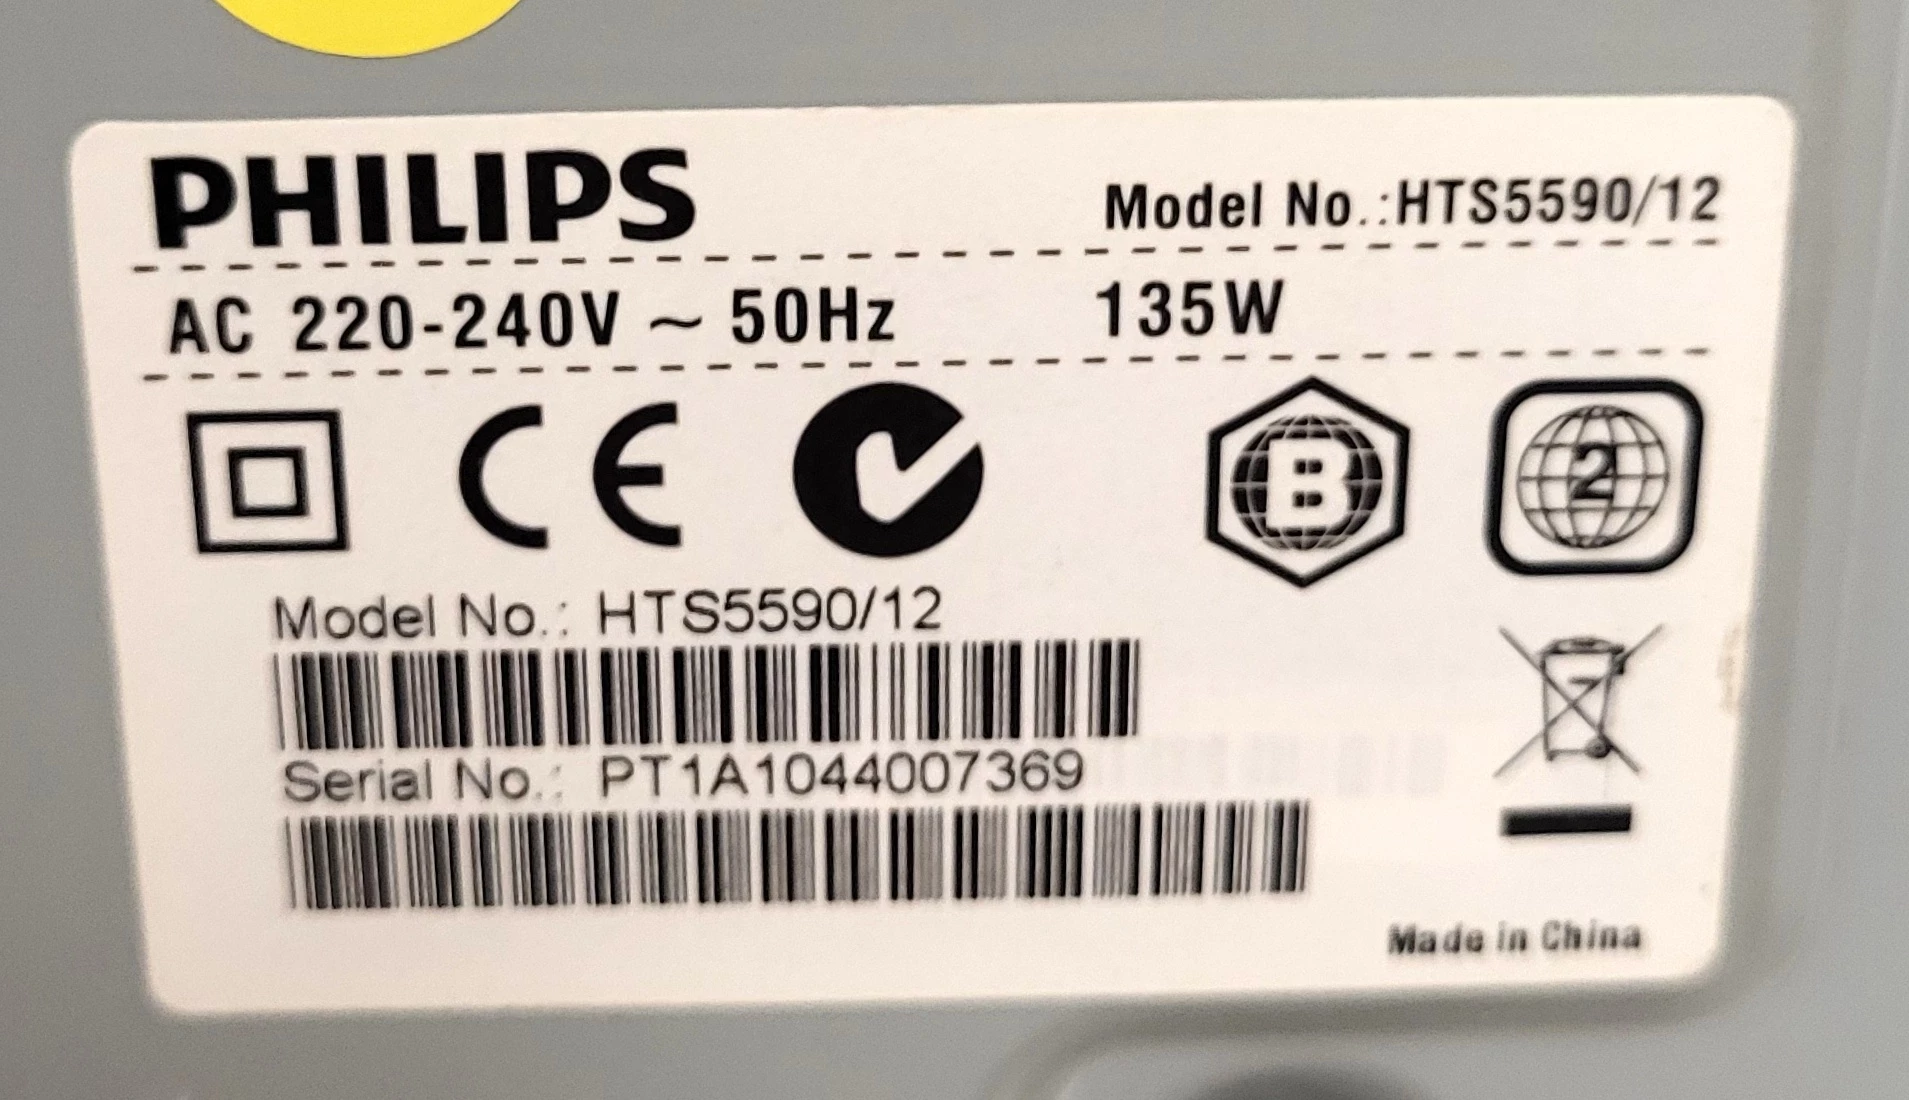 PHILIPS
Model No.:HTS5590/12
AC 220-240V ~ 50Hz 135W
CE
B
2
Model No.: HTS5590/12
Serial No.: PT1A1044007369
Made in China